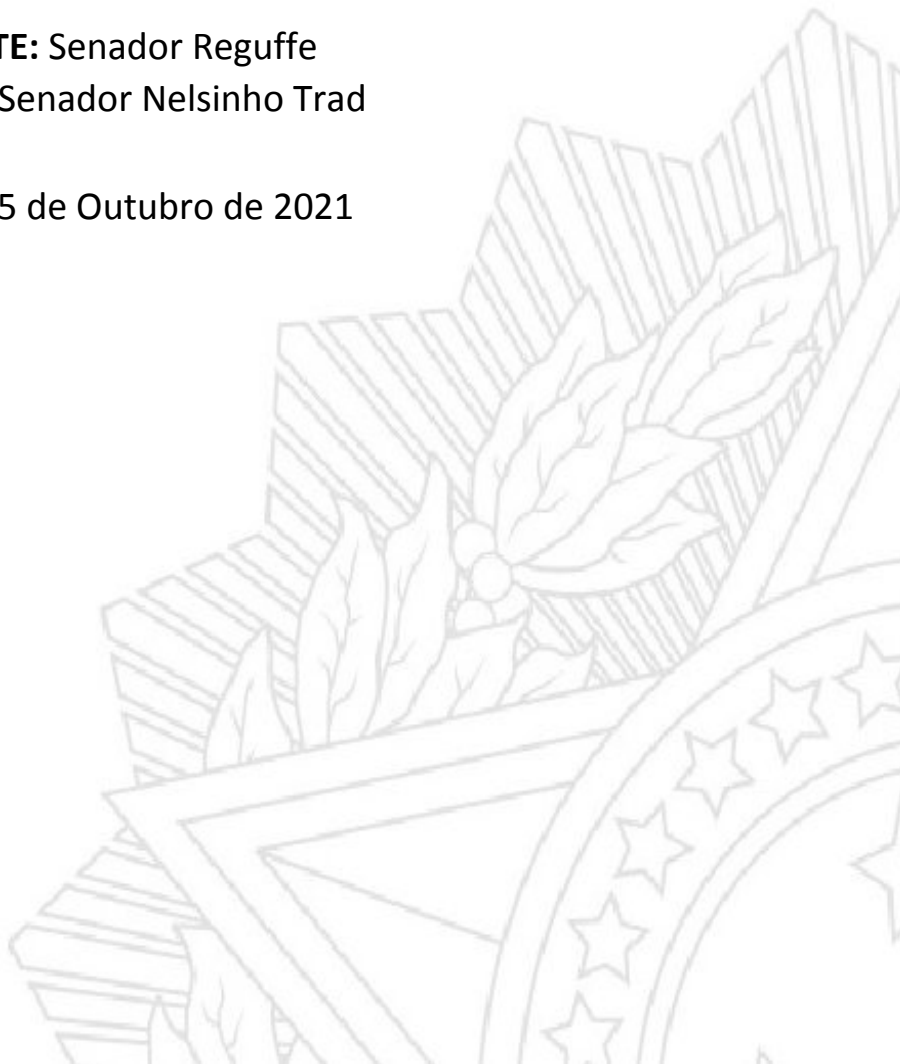 TE: Senador Reguffe
Senador Nelsinho Trad
5 de Outubro de 2021